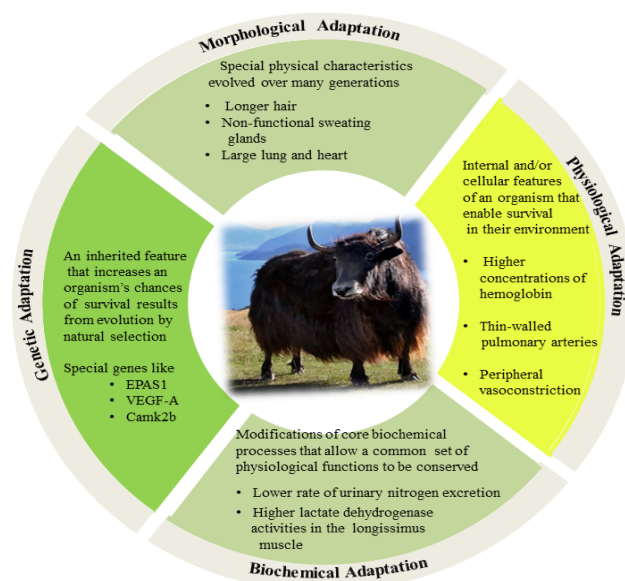 Morphological Adaptation
Special physical characteristics
evolved over many generations
• Longer hair
• Non-functional sweating
glands
• Large lung and heart
Physiological Adaptation
Internal and/or
cellular features
of an organism that
enable survival
in their environment
• Higher
concentrations of
hemoglobin
• Thin-walled
pulmonary arteries
• Peripheral
vasoconstriction
Genetic Adaptation
An inherited feature
that increases an
organism's chances
of survival results
from evolution by
natural selection
Special genes like
• EPAS1
• VEGF-A
• Camk2b
Modifications of core biochemical
processes that allow a common set of
physiological functions to be conserved
• Lower rate of urinary nitrogen excretion
• Higher lactate dehydrogenase
activities in the longissimus
muscle
Biochemical Adaptation